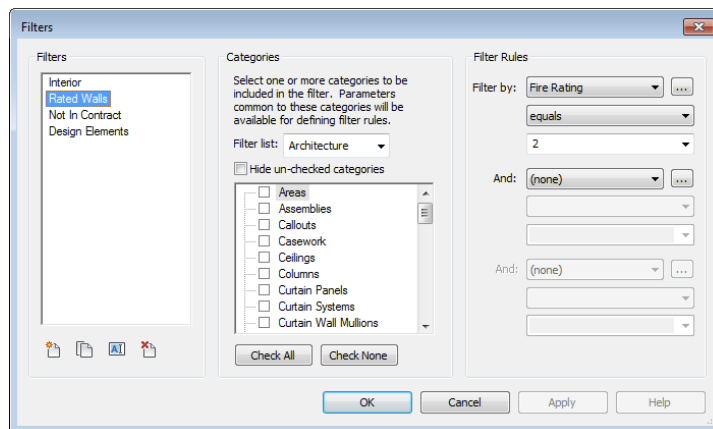 Filters
Filters
Interior
Rated Walls
Not In Contract
Design Elements
Categories
Select one or more categories to be
included in the filter. Parameters
common to these categories will be
available for defining filter rules.
Filter list: Architecture
Hide un-checked categories
Areas
Assemblies
Callouts
Casework
Ceilings
Columns
Curtain Panels
Curtain Systems
Curtain Wall Mullions
Check All Check None
Filter Rules
Filter by: Fire Rating ...
equals
2
And: (none) ...
And: (none) ...
OK Cancel Apply Help